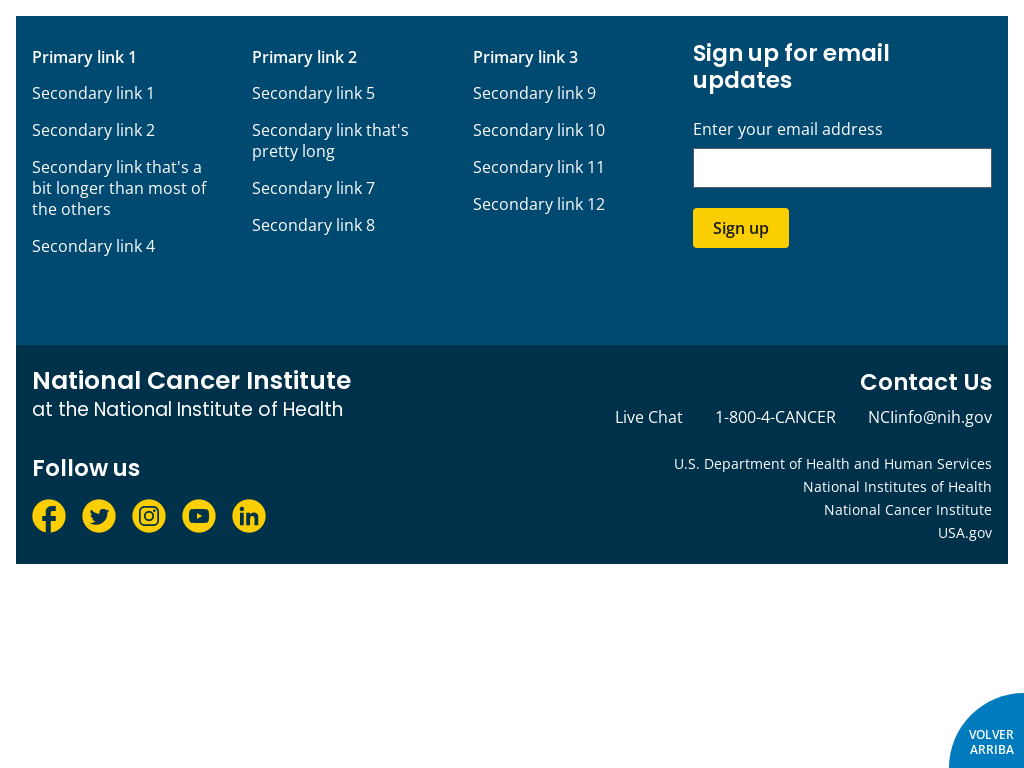 Primary link 1
Secondary link 1
Secondary link 2
Secondary link that's a
bit longer than most of
the others
Secondary link 4
Primary link 2
Secondary link 5
Secondary link that's
pretty long
Secondary link 7
Secondary link 8
Primary link 3
Secondary link 9
Secondary link 10
Secondary link 11
Secondary link 12
Sign up for email
updates
Enter your email address
Sign up
National Cancer Institute
at the National Institute of Health
Follow us
Contact Us
Live Chat 1-800-4-CANCER NCIinfo@nih.gov
U.S. Department of Health and Human Services
National Institutes of Health
National Cancer Institute
USA.gov
VOLVER
ARRIBA